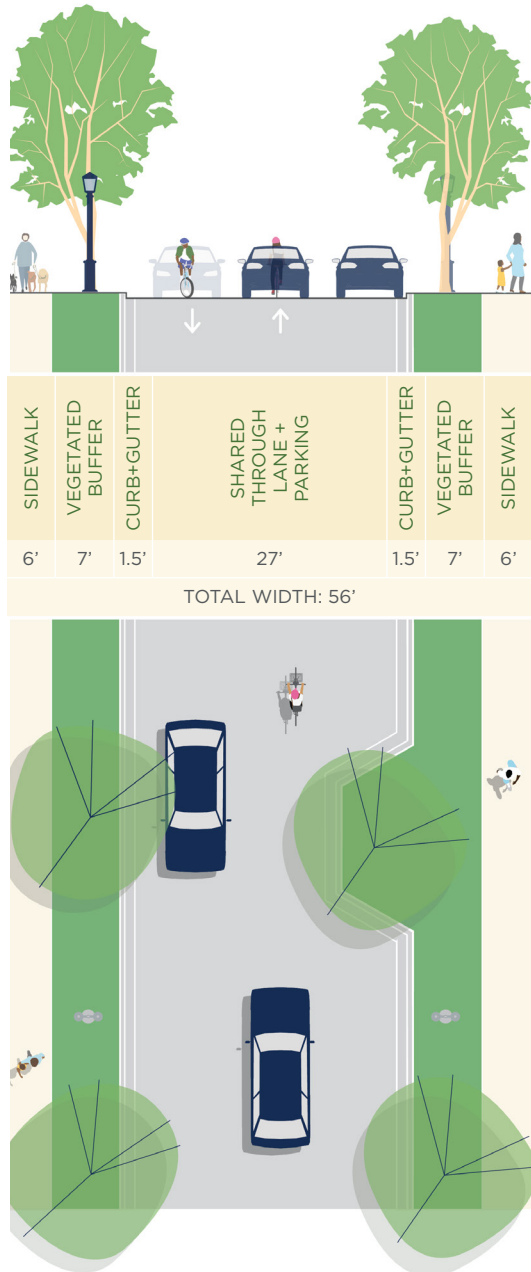 SIDEWALK
VEGETATED
BUFFER
CURB+GUTTER
SHARED
THROUGH
LANE +
PARKING
CURB+GUTTER
VEGETATED
BUFFER
SIDEWALK
6’
7’
1.5’
27’
1.5’
7’
6’
TOTAL WIDTH: 56’